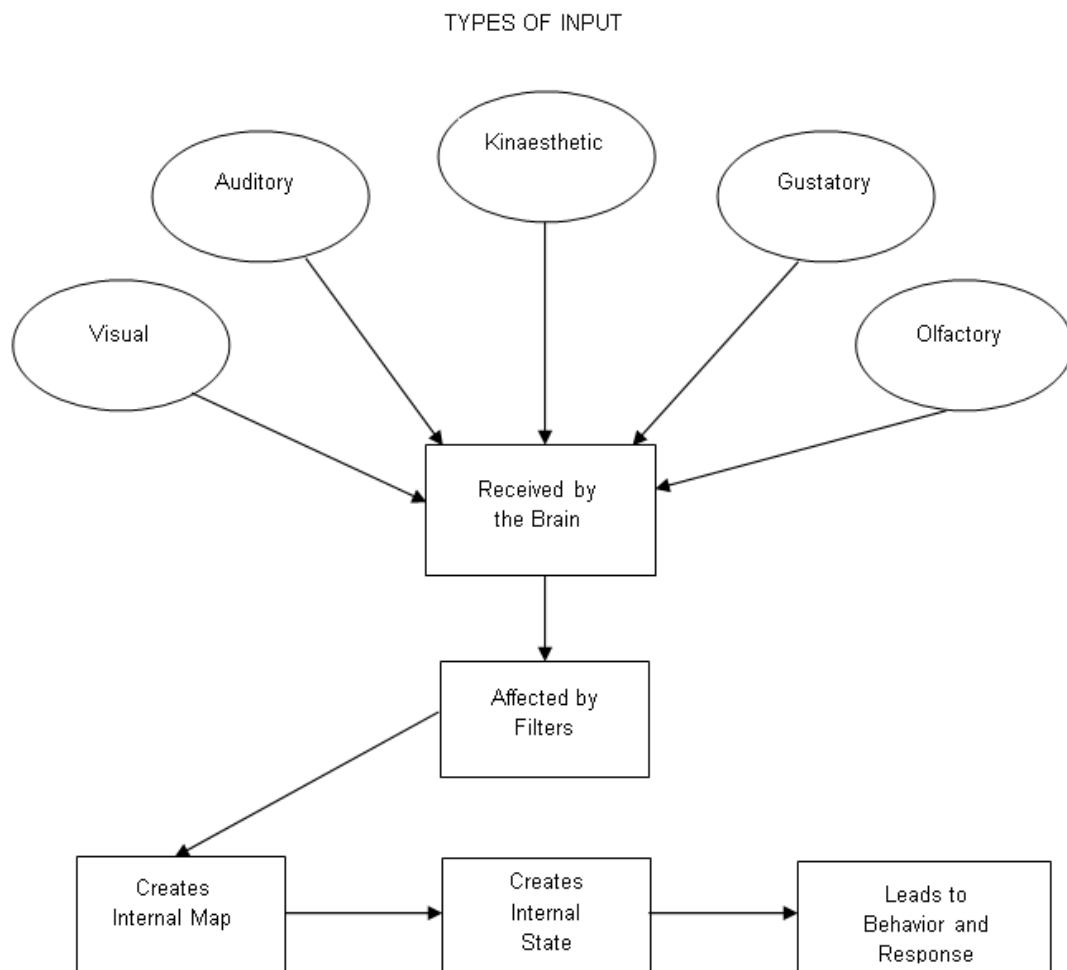 TYPES OF INPUT
Kinaesthetic
Auditory
Gustatory
Visual
Olfactory
Received by
the Brain
Affected by
Filters
Creates
Internal Map
Creates
Internal
State
Leads to
Behavior and
Response